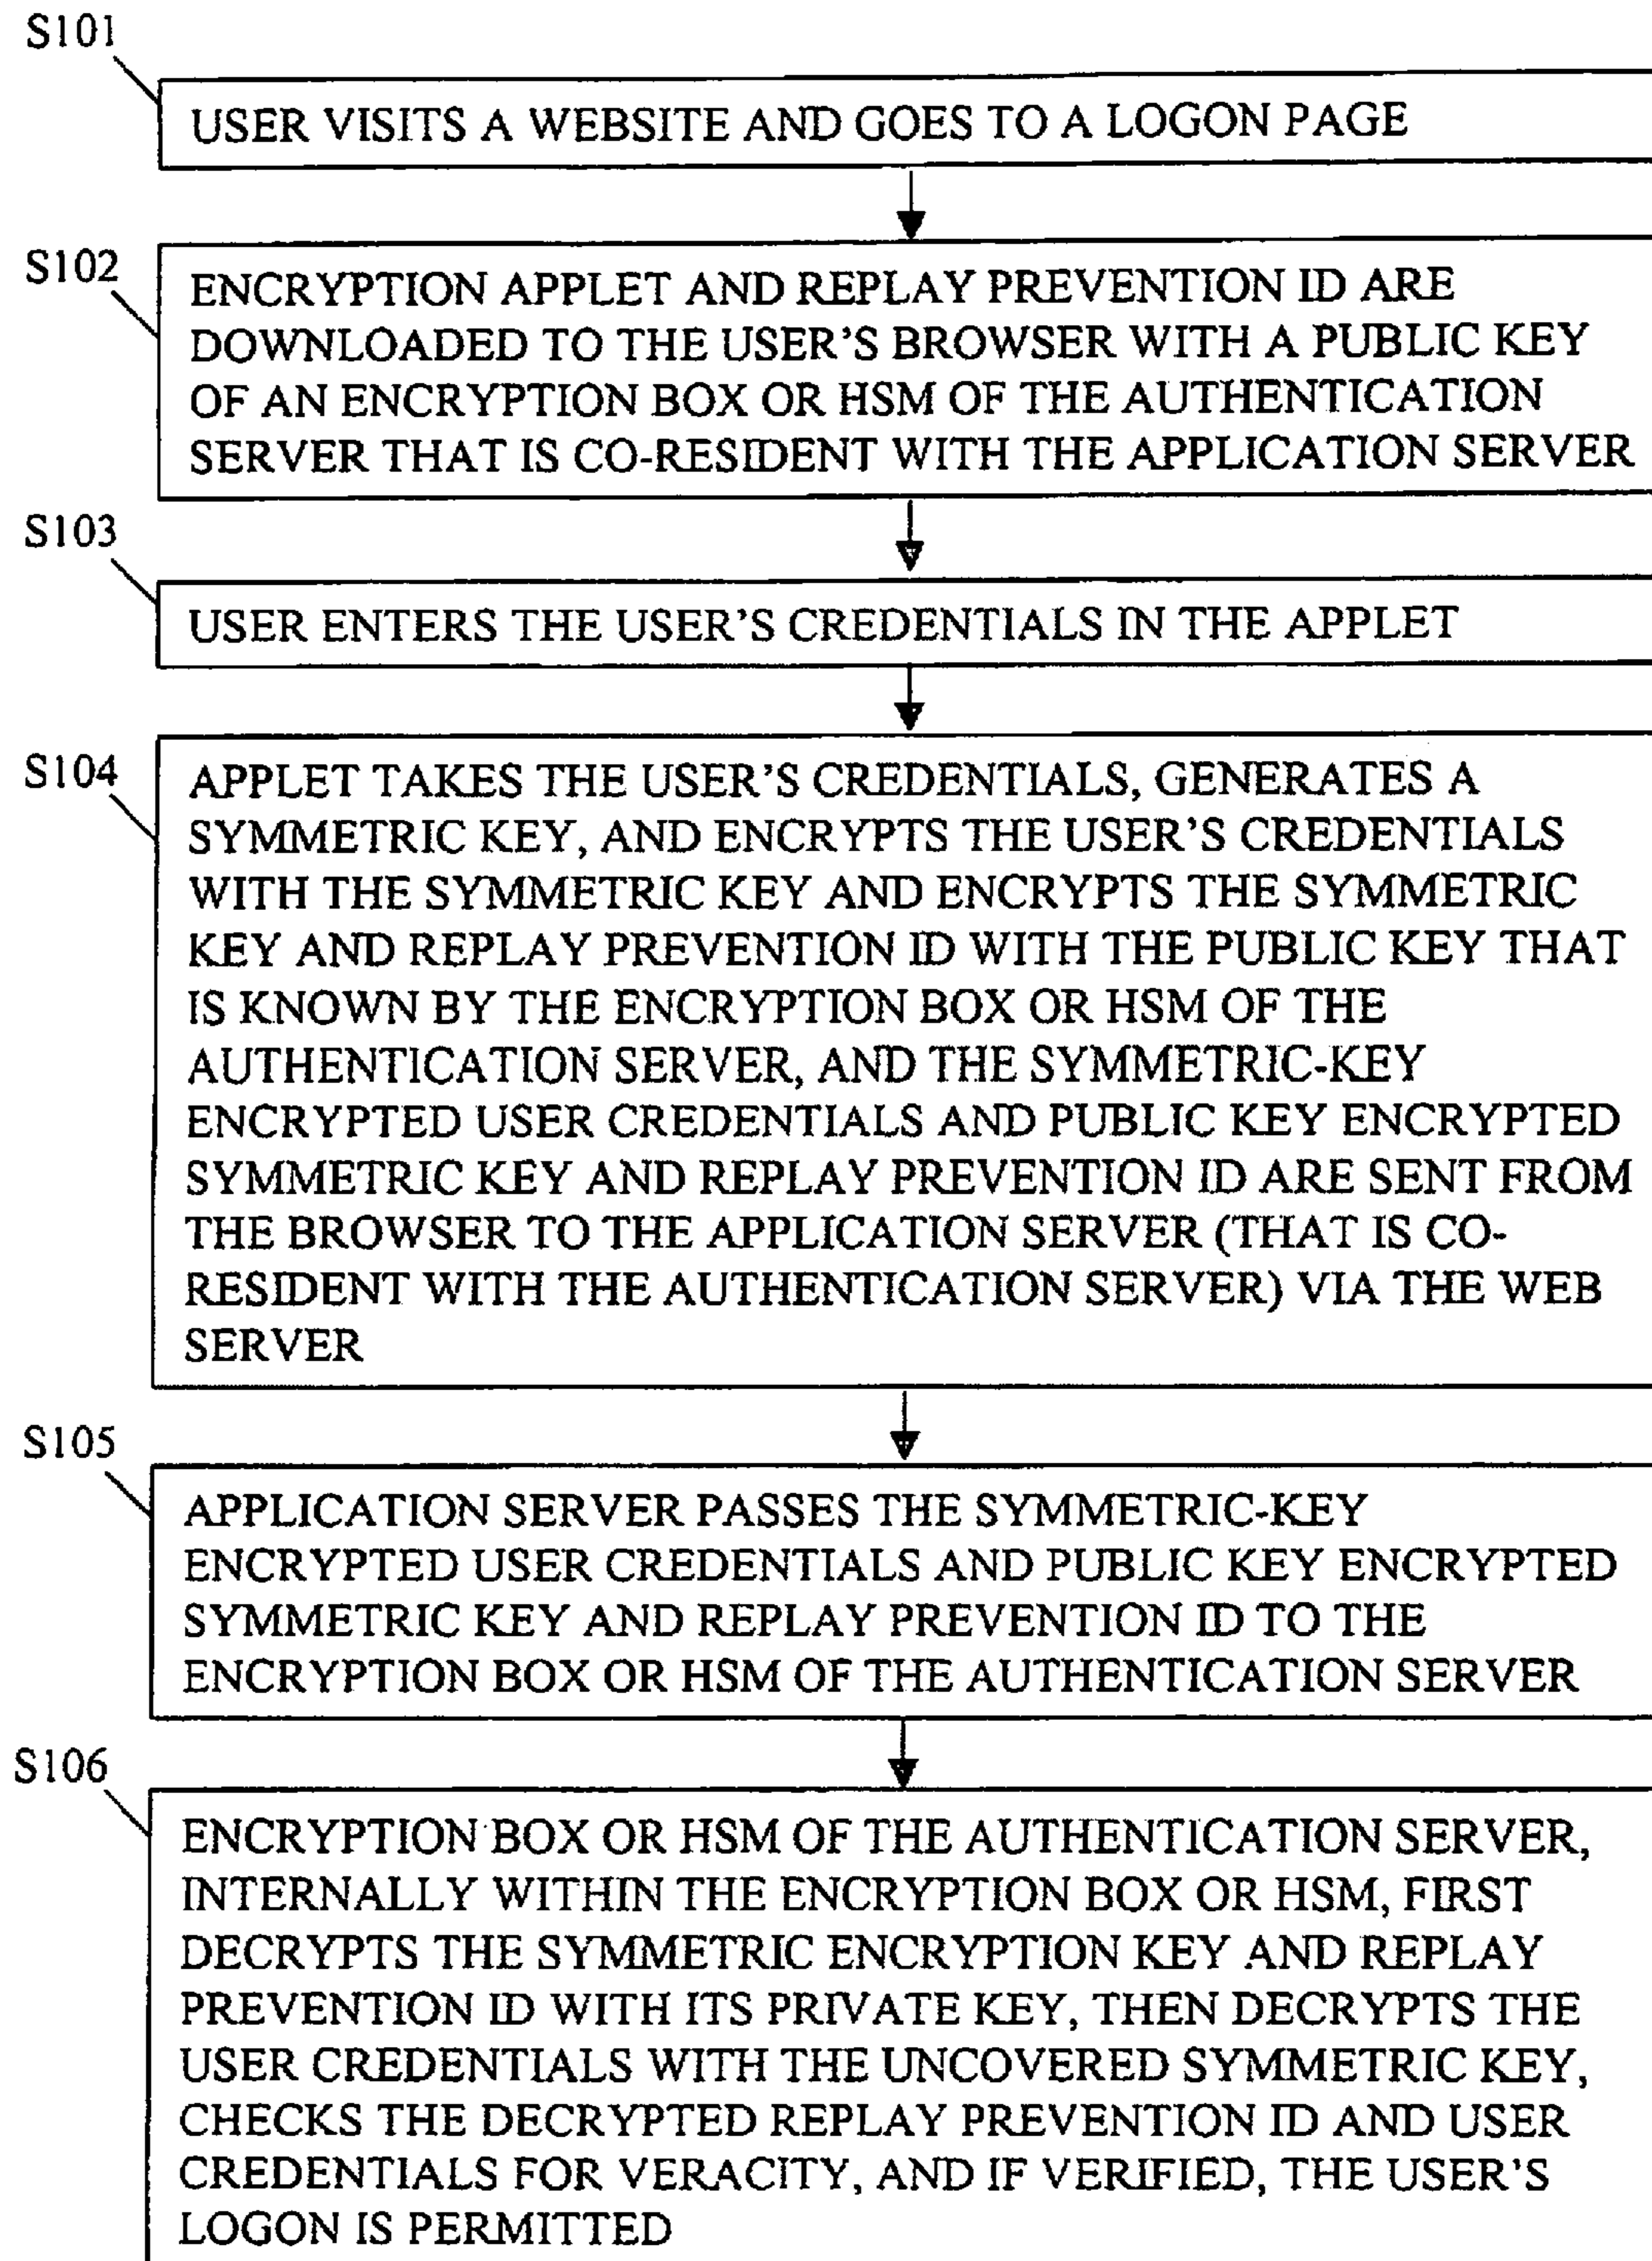 S101
USER VISITS A WEBSITE AND GOES TO A LOGON PAGE
S102
ENCRYPTION APPLET AND REPLAY PREVENTION ID ARE
DOWNLOADED TO THE USER'S BROWSER WITH A PUBLIC KEY
OF AN ENCRYPTION BOX OR HSM OF THE AUTHENTICATION
SERVER THAT IS CO-RESIDENT WITH THE APPLICATION SERVER
S103
USER ENTERS THE USER'S CREDENTIALS IN THE APPLET
S104
APPLET TAKES THE USER'S CREDENTIALS, GENERATES A
SYMMETRIC KEY, AND ENCRYPTS THE USER'S CREDENTIALS
WITH THE SYMMETRIC KEY AND ENCRYPTS THE SYMMETRIC
KEY AND REPLAY PREVENTION ID WITH THE PUBLIC KEY THAT
IS KNOWN BY THE ENCRYPTION BOX OR HSM OF THE
AUTHENTICATION SERVER, AND THE SYMMETRIC-KEY
ENCRYPTED USER CREDENTIALS AND PUBLIC KEY ENCRYPTED
SYMMETRIC KEY AND REPLAY PREVENTION ID ARE SENT FROM
THE BROWSER TO THE APPLICATION SERVER (THAT IS CO-
RESIDENT WITH THE AUTHENTICATION SERVER) VIA THE WEB
SERVER
S105
APPLICATION SERVER PASSES THE SYMMETRIC-KEY
ENCRYPTED USER CREDENTIALS AND PUBLIC KEY ENCRYPTED
SYMMETRIC KEY AND REPLAY PREVENTION ID TO THE
ENCRYPTION BOX OR HSM OF THE AUTHENTICATION SERVER
S106
ENCRYPTION BOX OR HSM OF THE AUTHENTICATION SERVER,
INTERNALLY WITHIN THE ENCRYPTION BOX OR HSM, FIRST
DECRYPTS THE SYMMETRIC ENCRYPTION KEY AND REPLAY
PREVENTION ID WITH ITS PRIVATE KEY, THEN DECRYPTS THE
USER CREDENTIALS WITH THE UNCOVERED SYMMETRIC KEY,
CHECKS THE DECRYPTED REPLAY PREVENTION ID AND USER
CREDENTIALS FOR VERACITY, AND IF VERIFIED, THE USER'S
LOGON IS PERMITTED